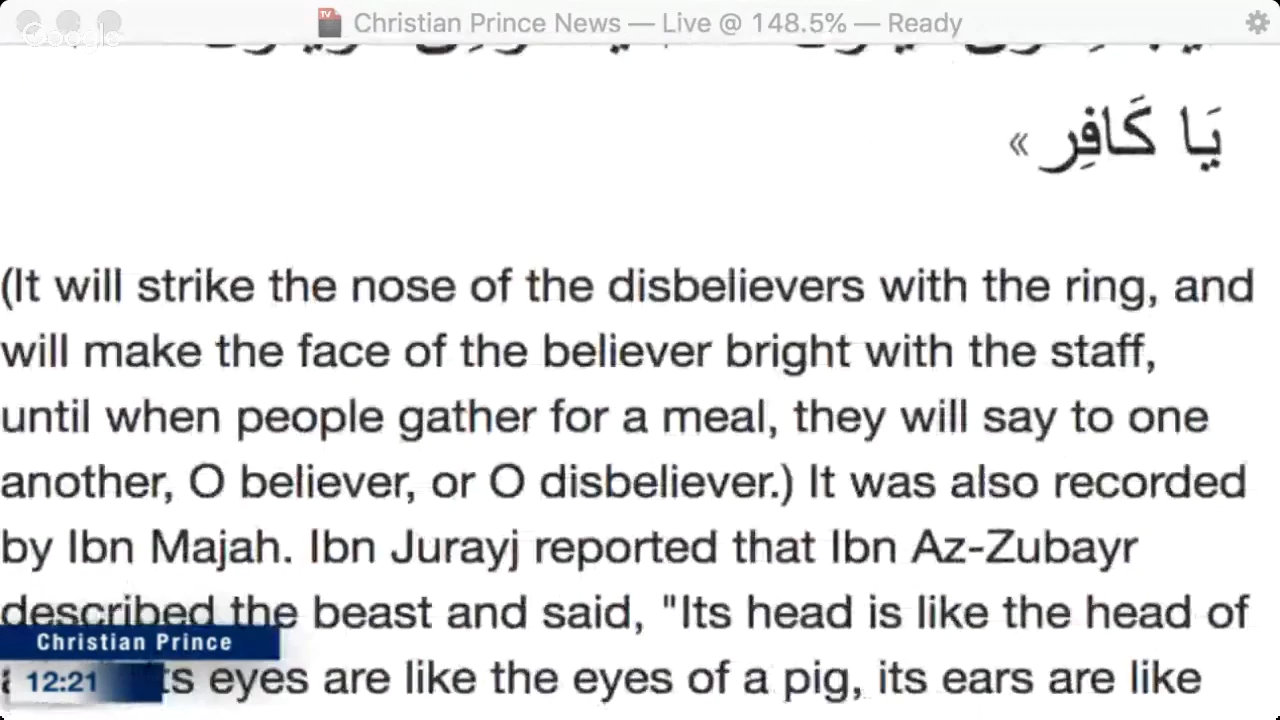 Christian Prince News — Live @ 148.5% — Ready
Google
يَا كَافِر »
(It will strike the nose of the disbelievers with the ring, and
will make the face of the believer bright with the staff,
until when people gather for a meal, they will say to one
another, O believer, or O disbeliever.) It was also recorded
by Ibn Majah. Ibn Jurayj reported that Ibn Az-Zubayr
described the beast and said, "Its head is like the head of
eyes are like the eyes of a pig, its ears are like
Christian Prince
12:21